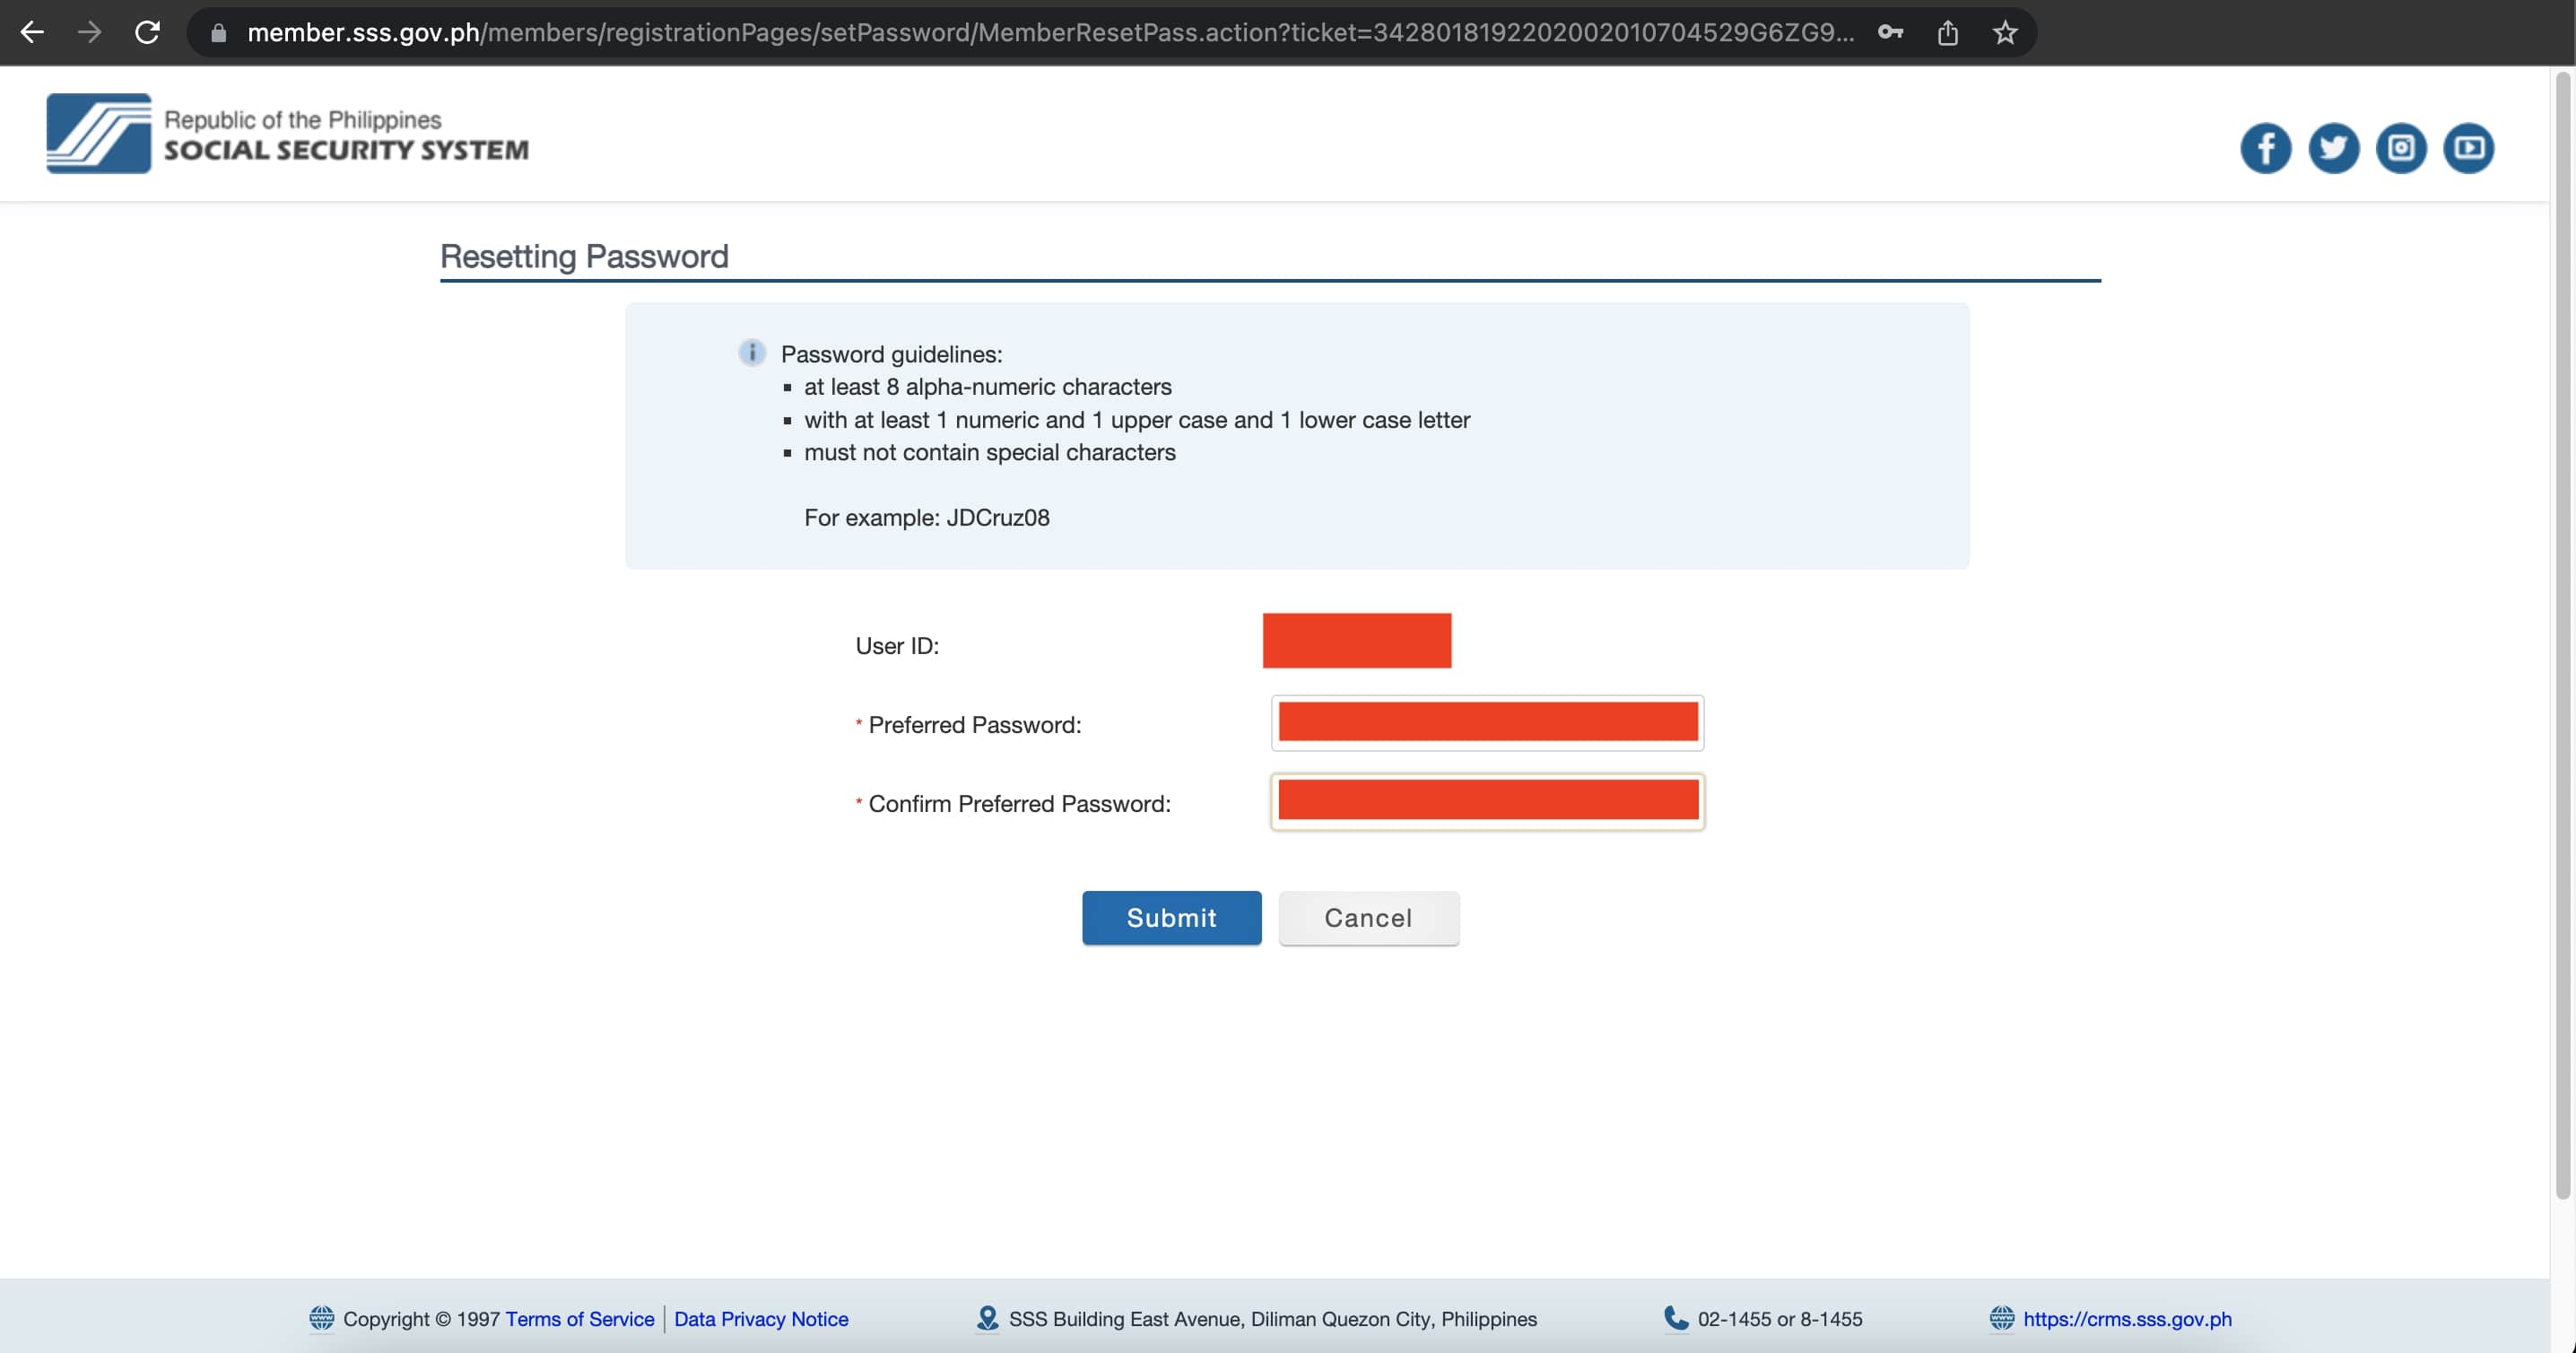 member.sss.gov.ph/members/registrationPages/setPassword/MemberResetPass.action?ticket=3428018192202002010704529G6ZG9...
Republic of the Philippines
SOCIAL SECURITY SYSTEM
Resetting Password
Password guidelines:
at least 8 alpha-numeric characters
with at least 1 numeric and 1 upper case and 1 lower case letter
must not contain special characters
For example: JDCruz08
User ID:
* Preferred Password:
* Confirm Preferred Password:
Submit Cancel
Copyright © 1997 Terms of Service | Data Privacy Notice SSS Building East Avenue, Diliman Quezon City, Philippines 02-1455 or 8-1455 https://crms.sss.gov.ph